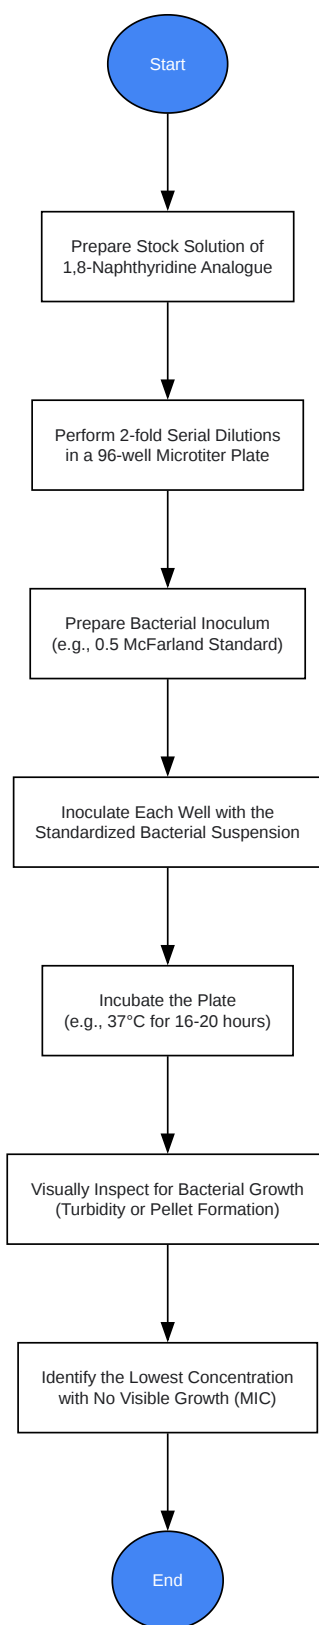 Start
Prepare Stock Solution of
1,8-Naphthyridine Analogue
Perform 2-fold Serial Dilutions
in a 96-well Microtiter Plate
Prepare Bacterial Inoculum
(e.g., 0.5 McFarland Standard)
Inoculate Each Well with the
Standardized Bacterial Suspension
Incubate the Plate
(e.g., 37°C for 16-20 hours)
Visually Inspect for Bacterial Growth
(Turbidity or Pellet Formation)
Identify the Lowest Concentration
with No Visible Growth (MIC)
End